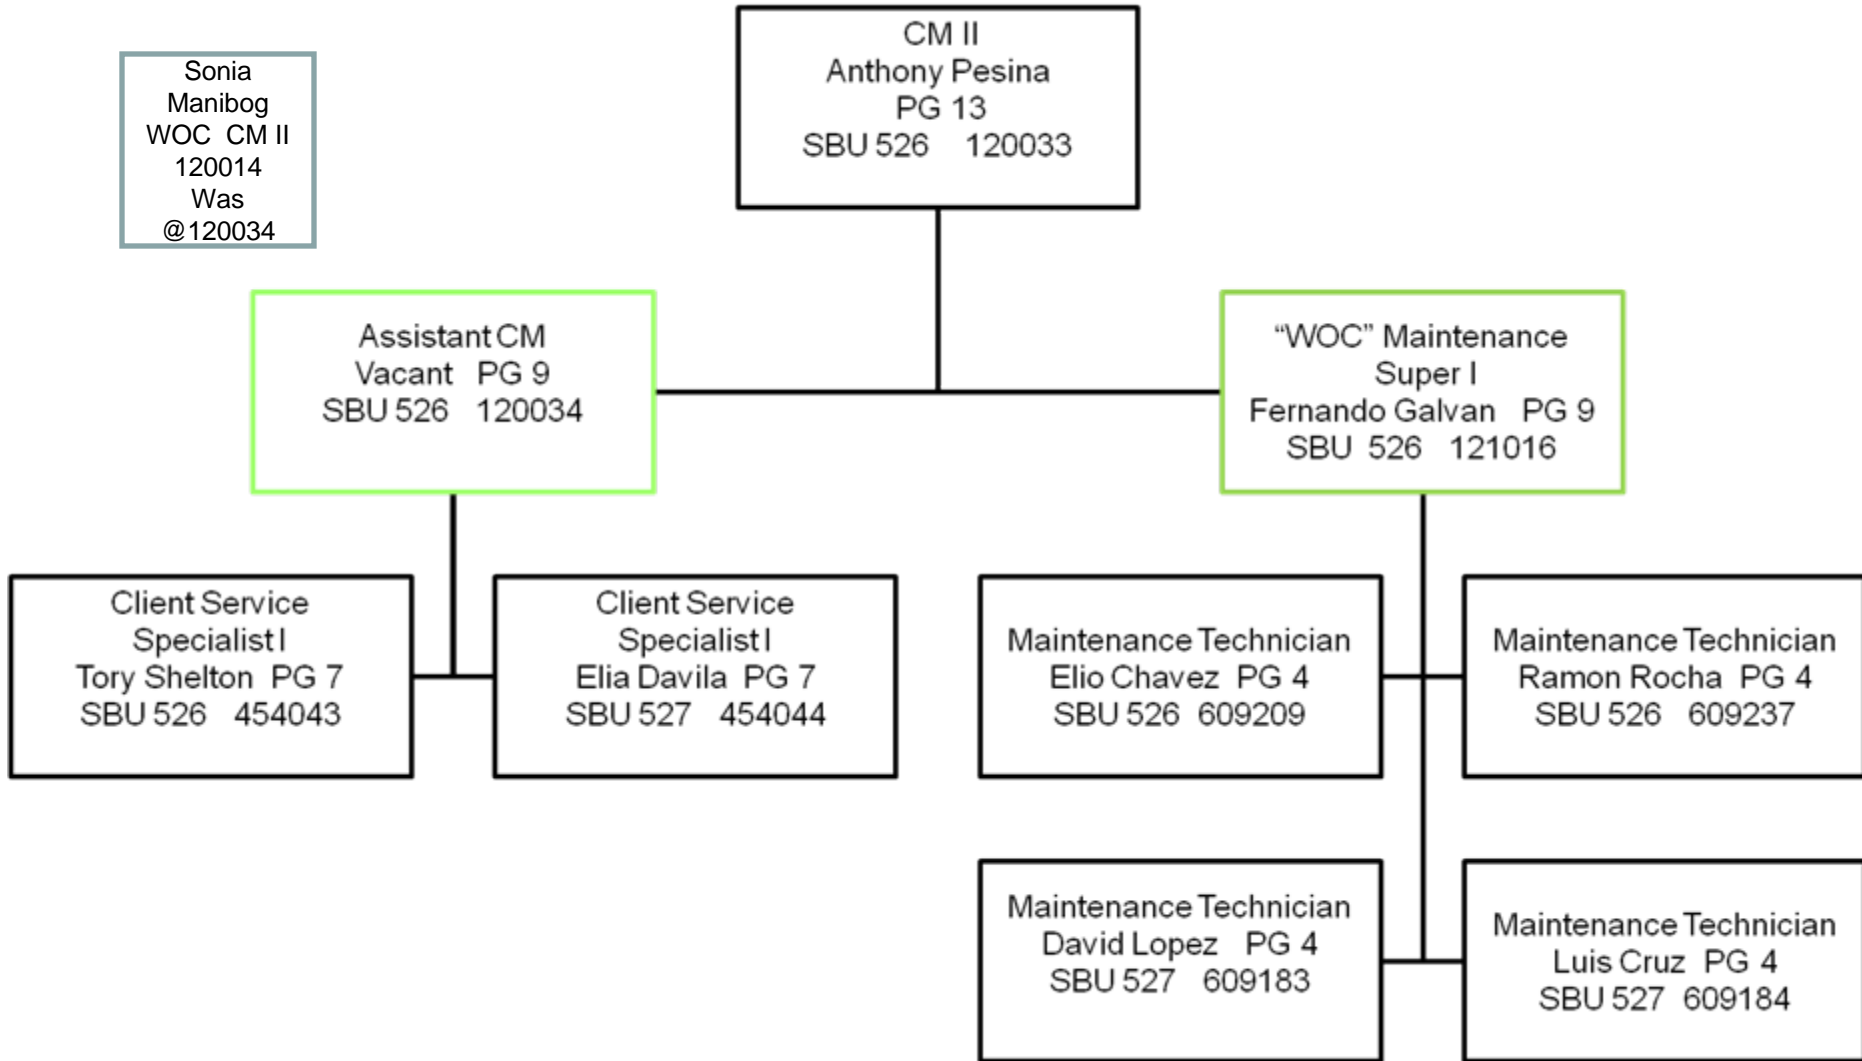 Sonia
Manibog
WOC CM II
120014
Was
@120034
CM II
Anthony Pesina
PG 13
SBU 526 120033
Assistant CM
Vacant PG 9
SBU 526 120034
“WOC” Maintenance
Super I
Fernando Galvan PG 9
SBU 526 121016
Client Service
Specialist I
Tory Shelton PG 7
SBU 526 454043
Client Service
Specialist I
Elia Davila PG 7
SBU 527 454044
Maintenance Technician
Elio Chavez PG 4
SBU 526 609209
Maintenance Technician
Ramon Rocha PG 4
SBU 526 609237
Maintenance Technician
David Lopez PG 4
SBU 527 609183
Maintenance Technician
Luis Cruz PG 4
SBU 527 609184